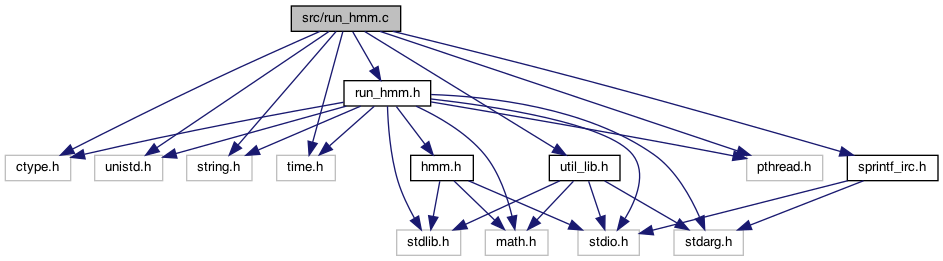 src/run_hmm.c
run_hmm.h
ctype.h
unistd.h
string.h
time.h
hmm.h
util_lib.h
pthread.h
sprintf_irc.h
stdlib.h
math.h
stdio.h
stdarg.h